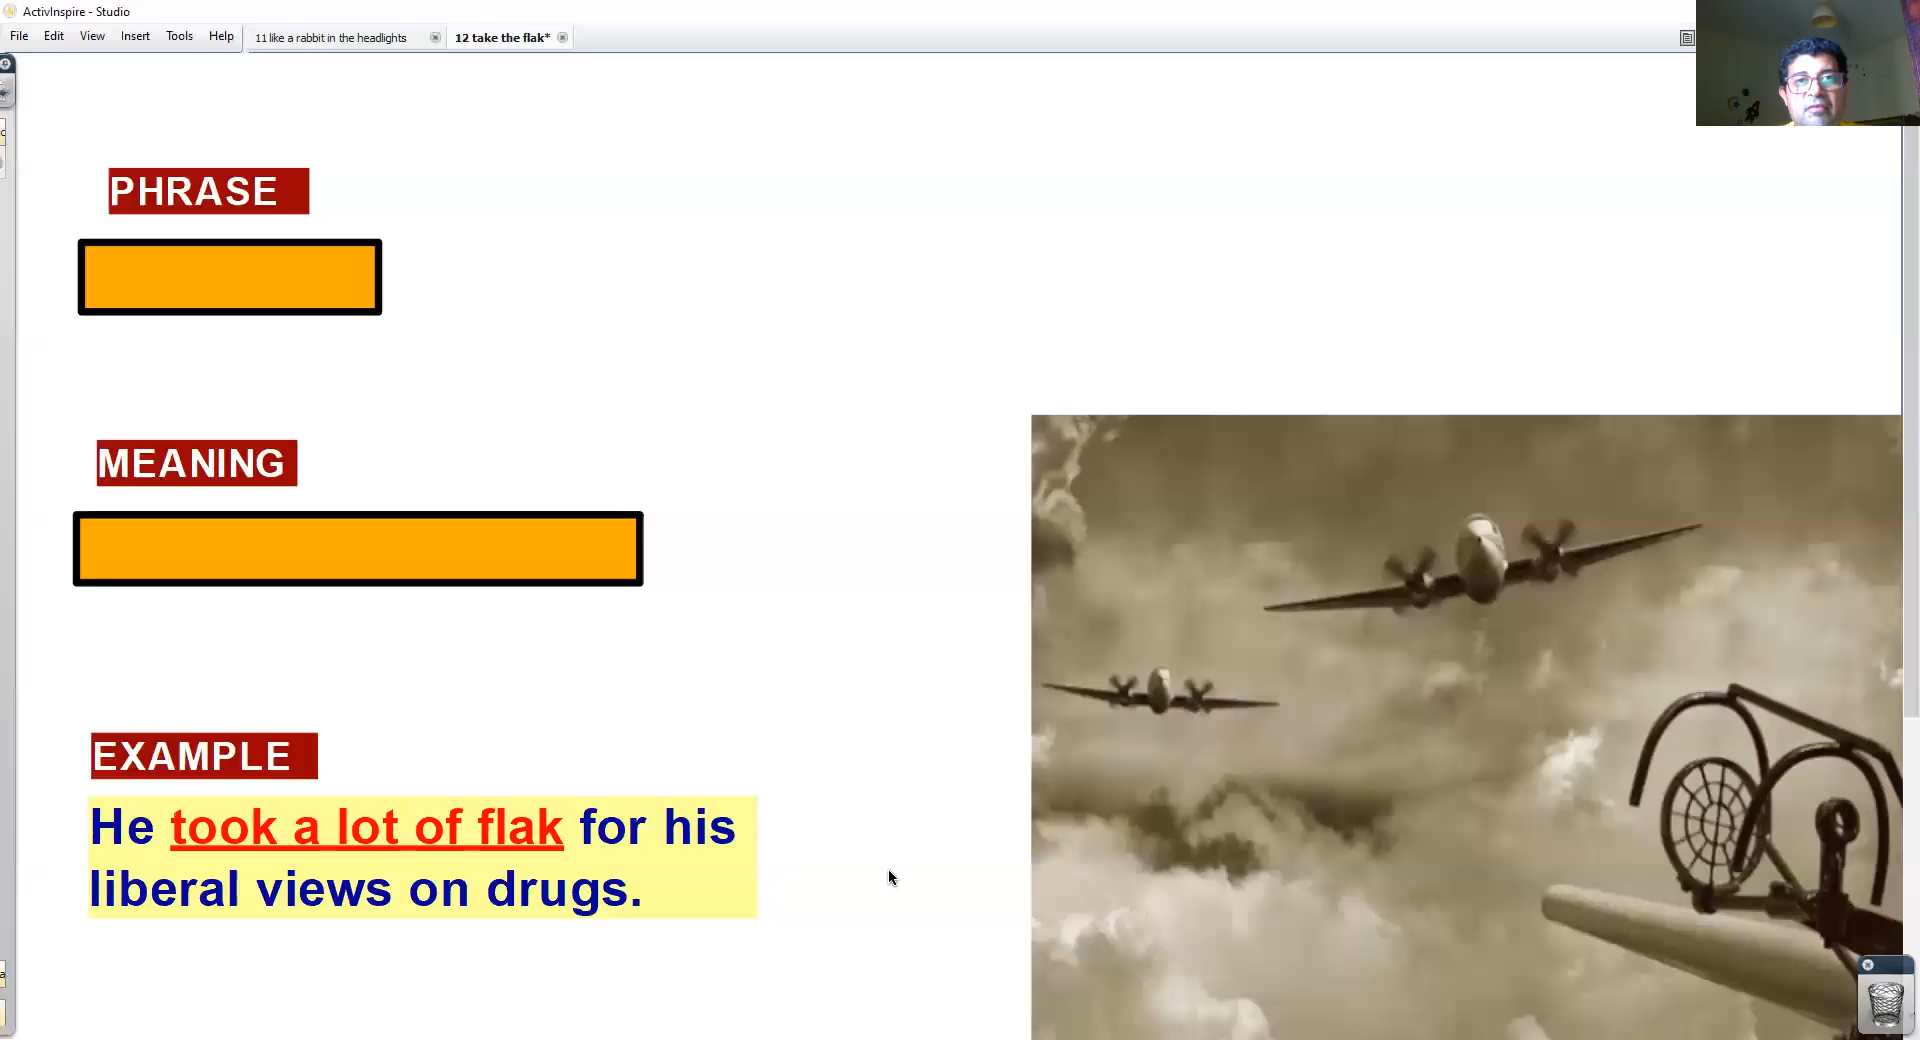 ActivInspire - Studio
File Edit View Insert Tools Help 11 like a rabbit in the headlights 12 take the flak*
PHRASE
MEANING
EXAMPLE
He took a lot of flak for his
liberal views on drugs.